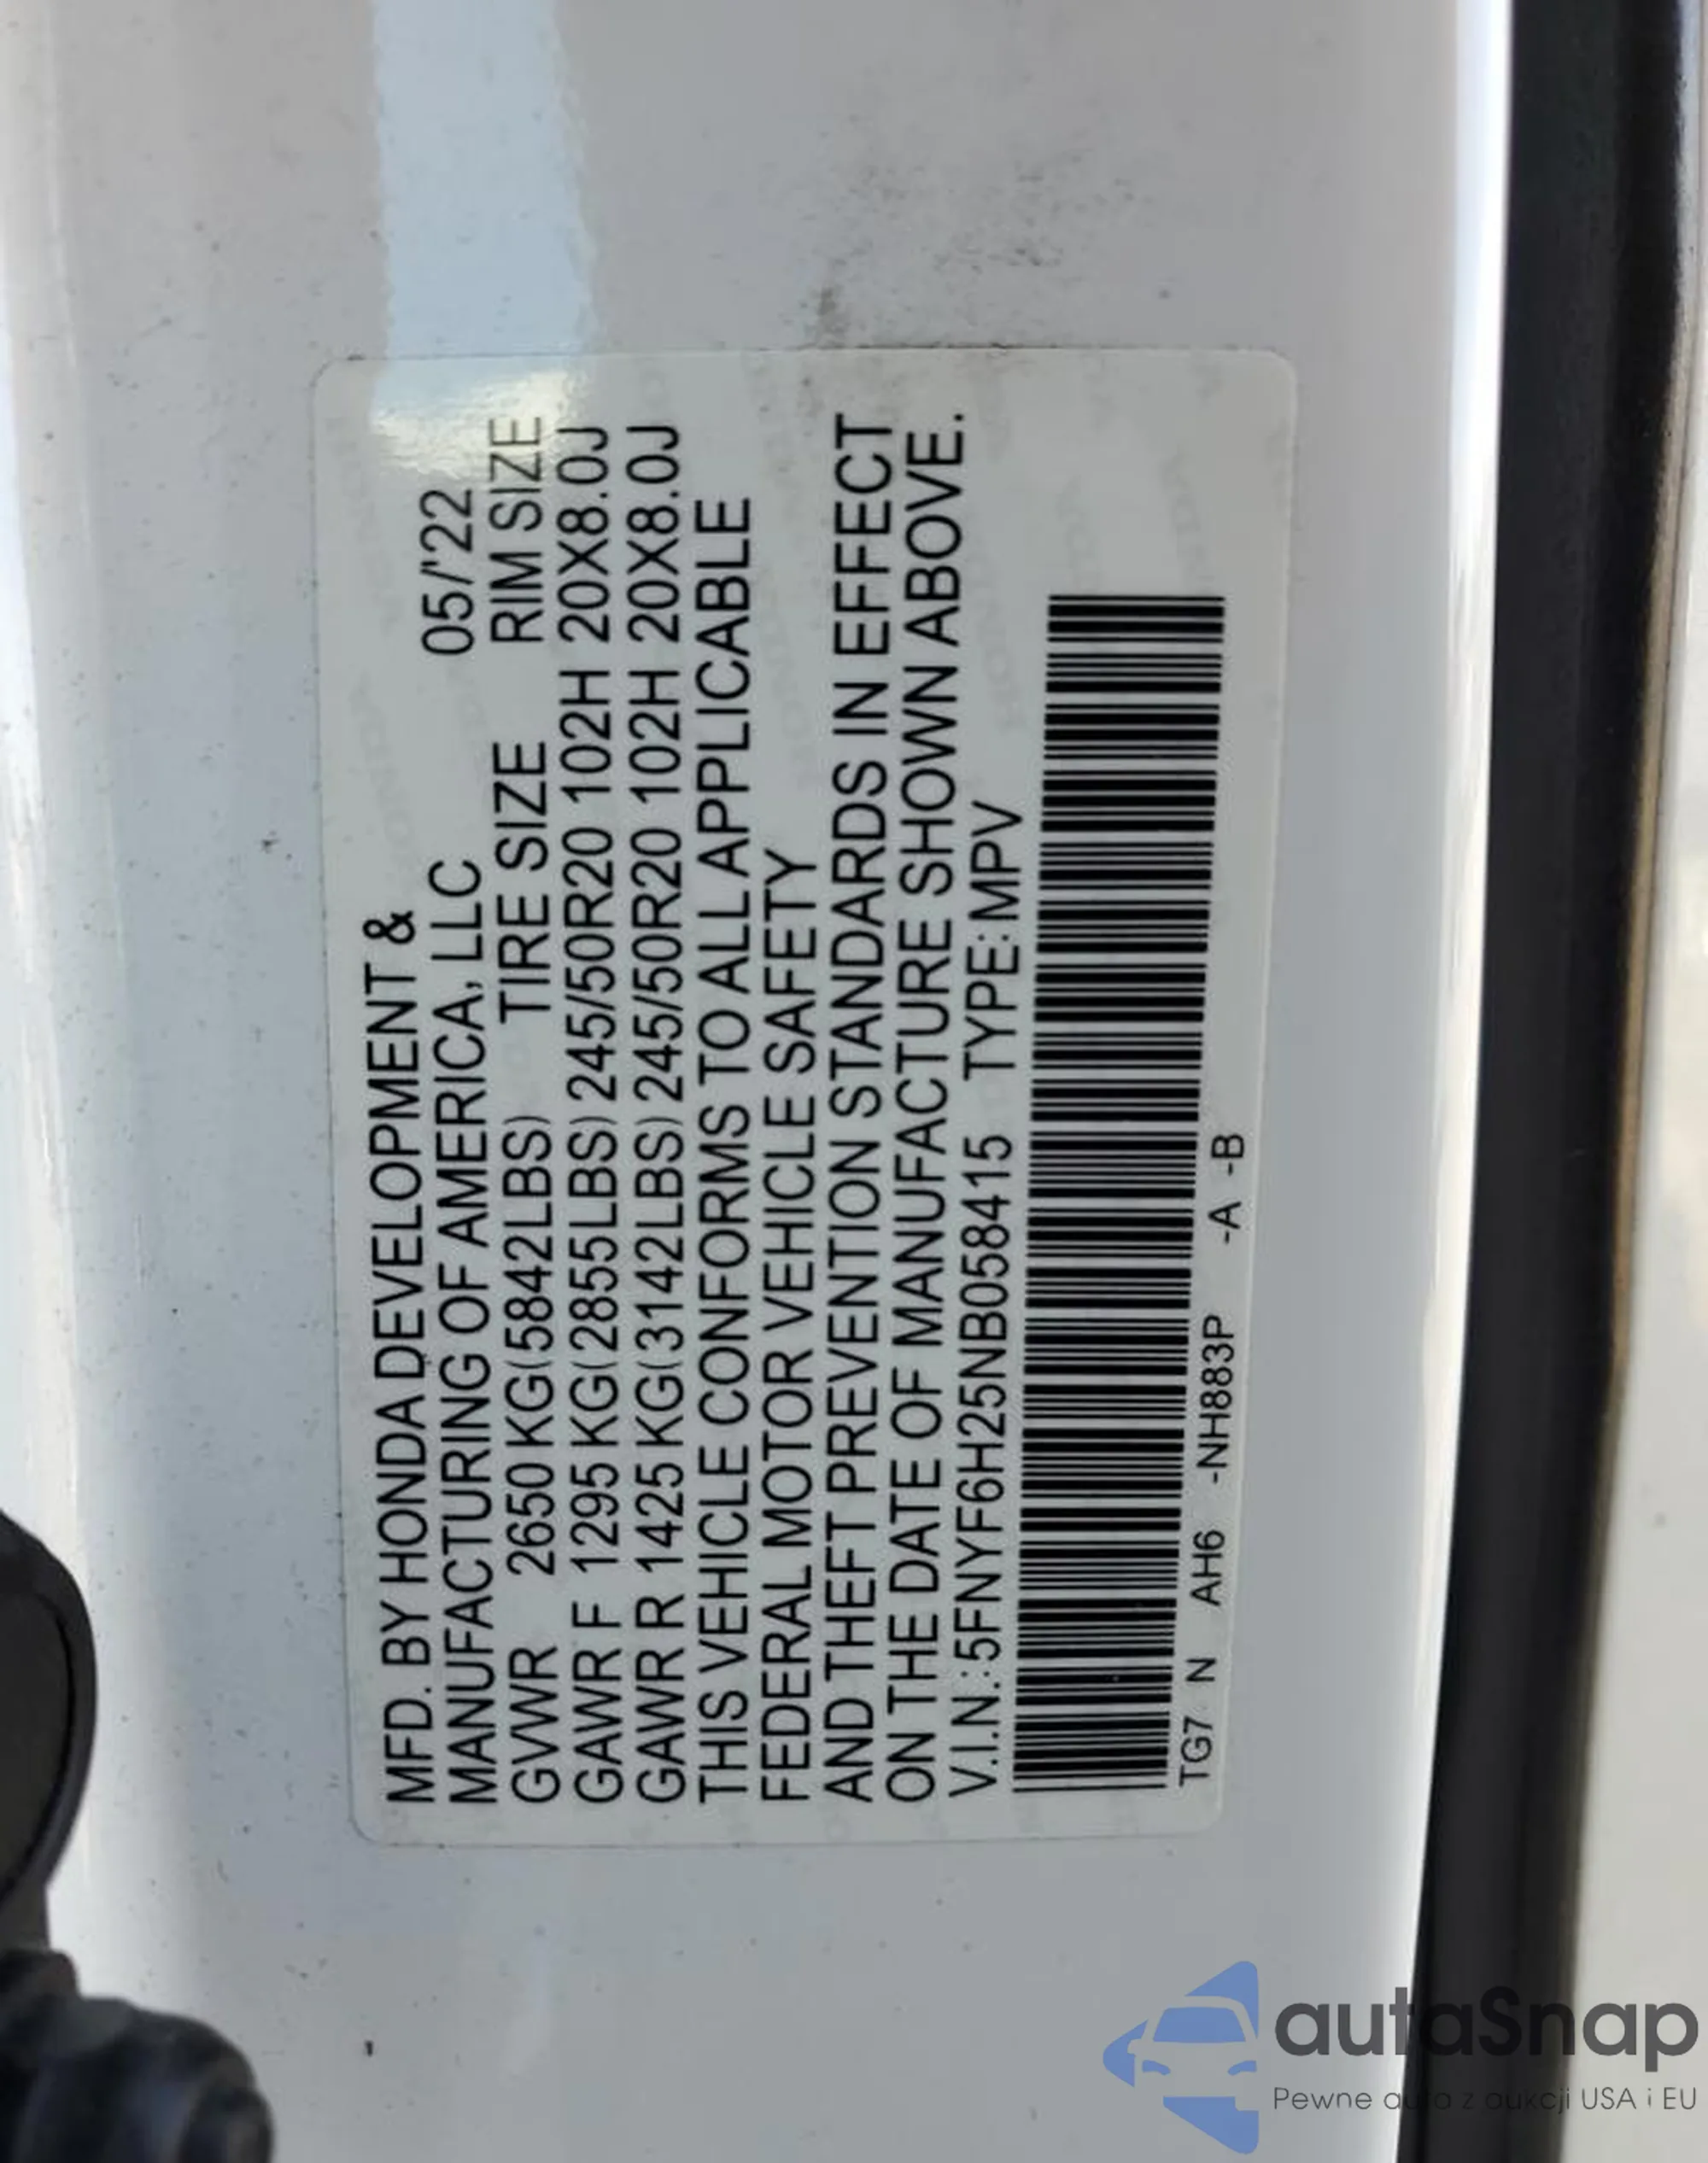 MFD. BY HONDA DEVELOPMENT &
MANUFACTURING OF AMERICA, LLC 05/'22
GVWR 2650 KG(5842LBS) TIRE SIZE RIM SIZE
GAWR F 1295 KG(2855LBS) 245/50R20 102H 20X8.0J
GAWR R 1425 KG(3142LBS) 245/50R20 102H 20X8.0J
THIS VEHICLE CONFORMS TO ALL APPLICABLE
FEDERAL MOTOR VEHICLE SAFETY
AND THEFT PREVENTION STANDARDS IN EFFECT
ON THE DATE OF MANUFACTURE SHOWN ABOVE.
V.I.N.:5FNYF6H25NB058415 TYPE:MPV
TG7 N AH6 -NH883P -A -B
autaSnap
Pewne auta z aukcji USA i EU